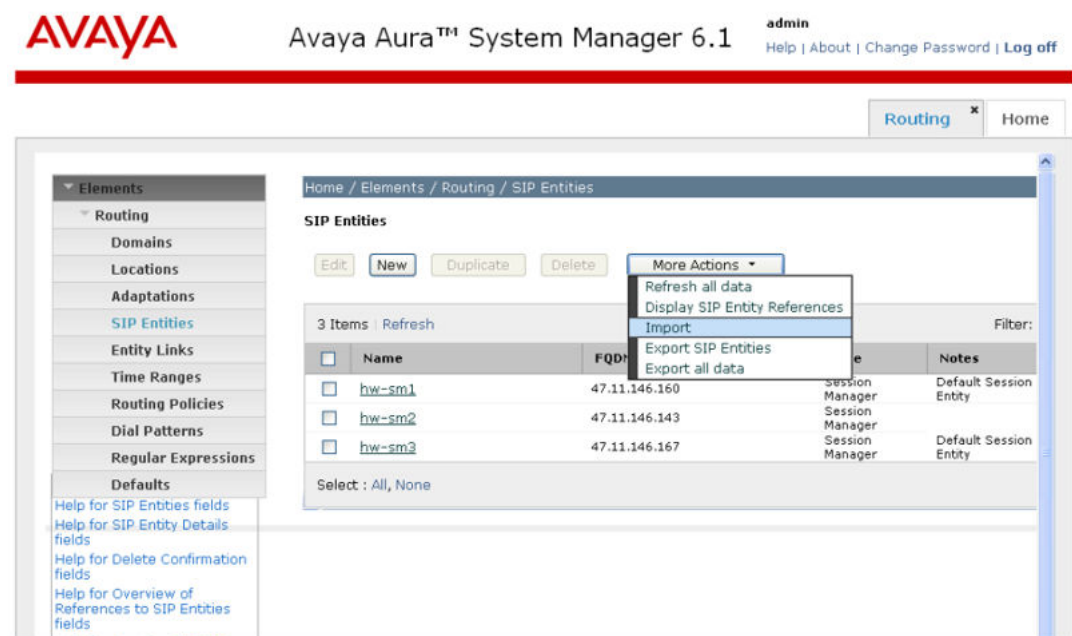 AVAYA
Avaya Aura™ System Manager 6.1
admin
Help | About | Change Password | Log off
Routing x
Home
Elements
Routing
Domains
Locations
Adaptations
SIP Entities
Entity Links
Time Ranges
Routing Policies
Dial Patterns
Regular Expressions
Defaults
Help for SIP Entities fields
Help for SIP Entity Details
fields
Help for Delete Confirmation
fields
Help for Overview of
References to SIP Entities
fields
Home / Elements / Routing / SIP Entities
SIP Entities
Edit New Duplicate Delete More Actions
Refresh all data
Display SIP Entity References
Import
Export SIP Entities
Export all data
3 Items | Refresh
Filter:
Name
Notes
hw-sm1 47.11.146.160 Session Manager Default Session Entity
hw-sm2 47.11.146.143 Session Manager
hw-sm3 47.11.146.167 Session Manager Default Session Entity
Select : All, None